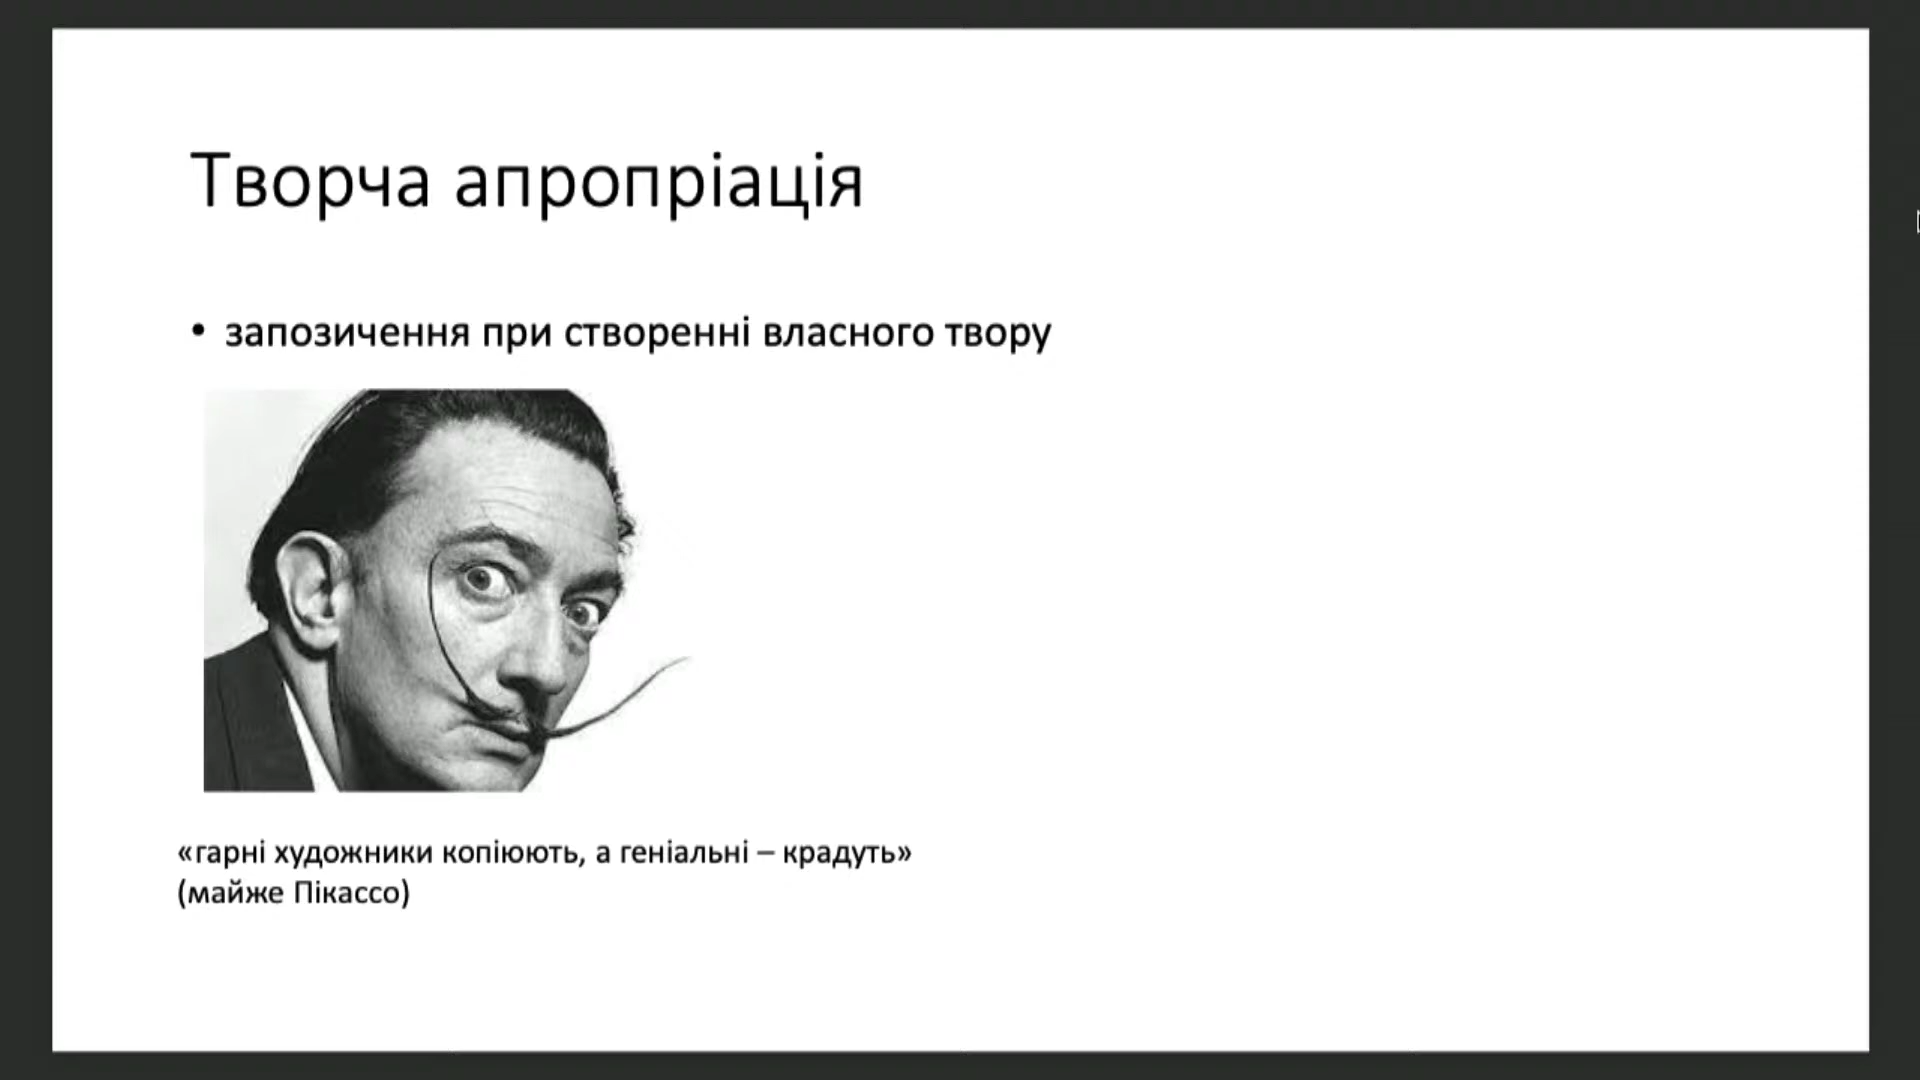 Творча апропріація
• запозичення при створенні власного твору
«гарні художники копіюють, а геніальні – крадуть»
(майже Пікассо)